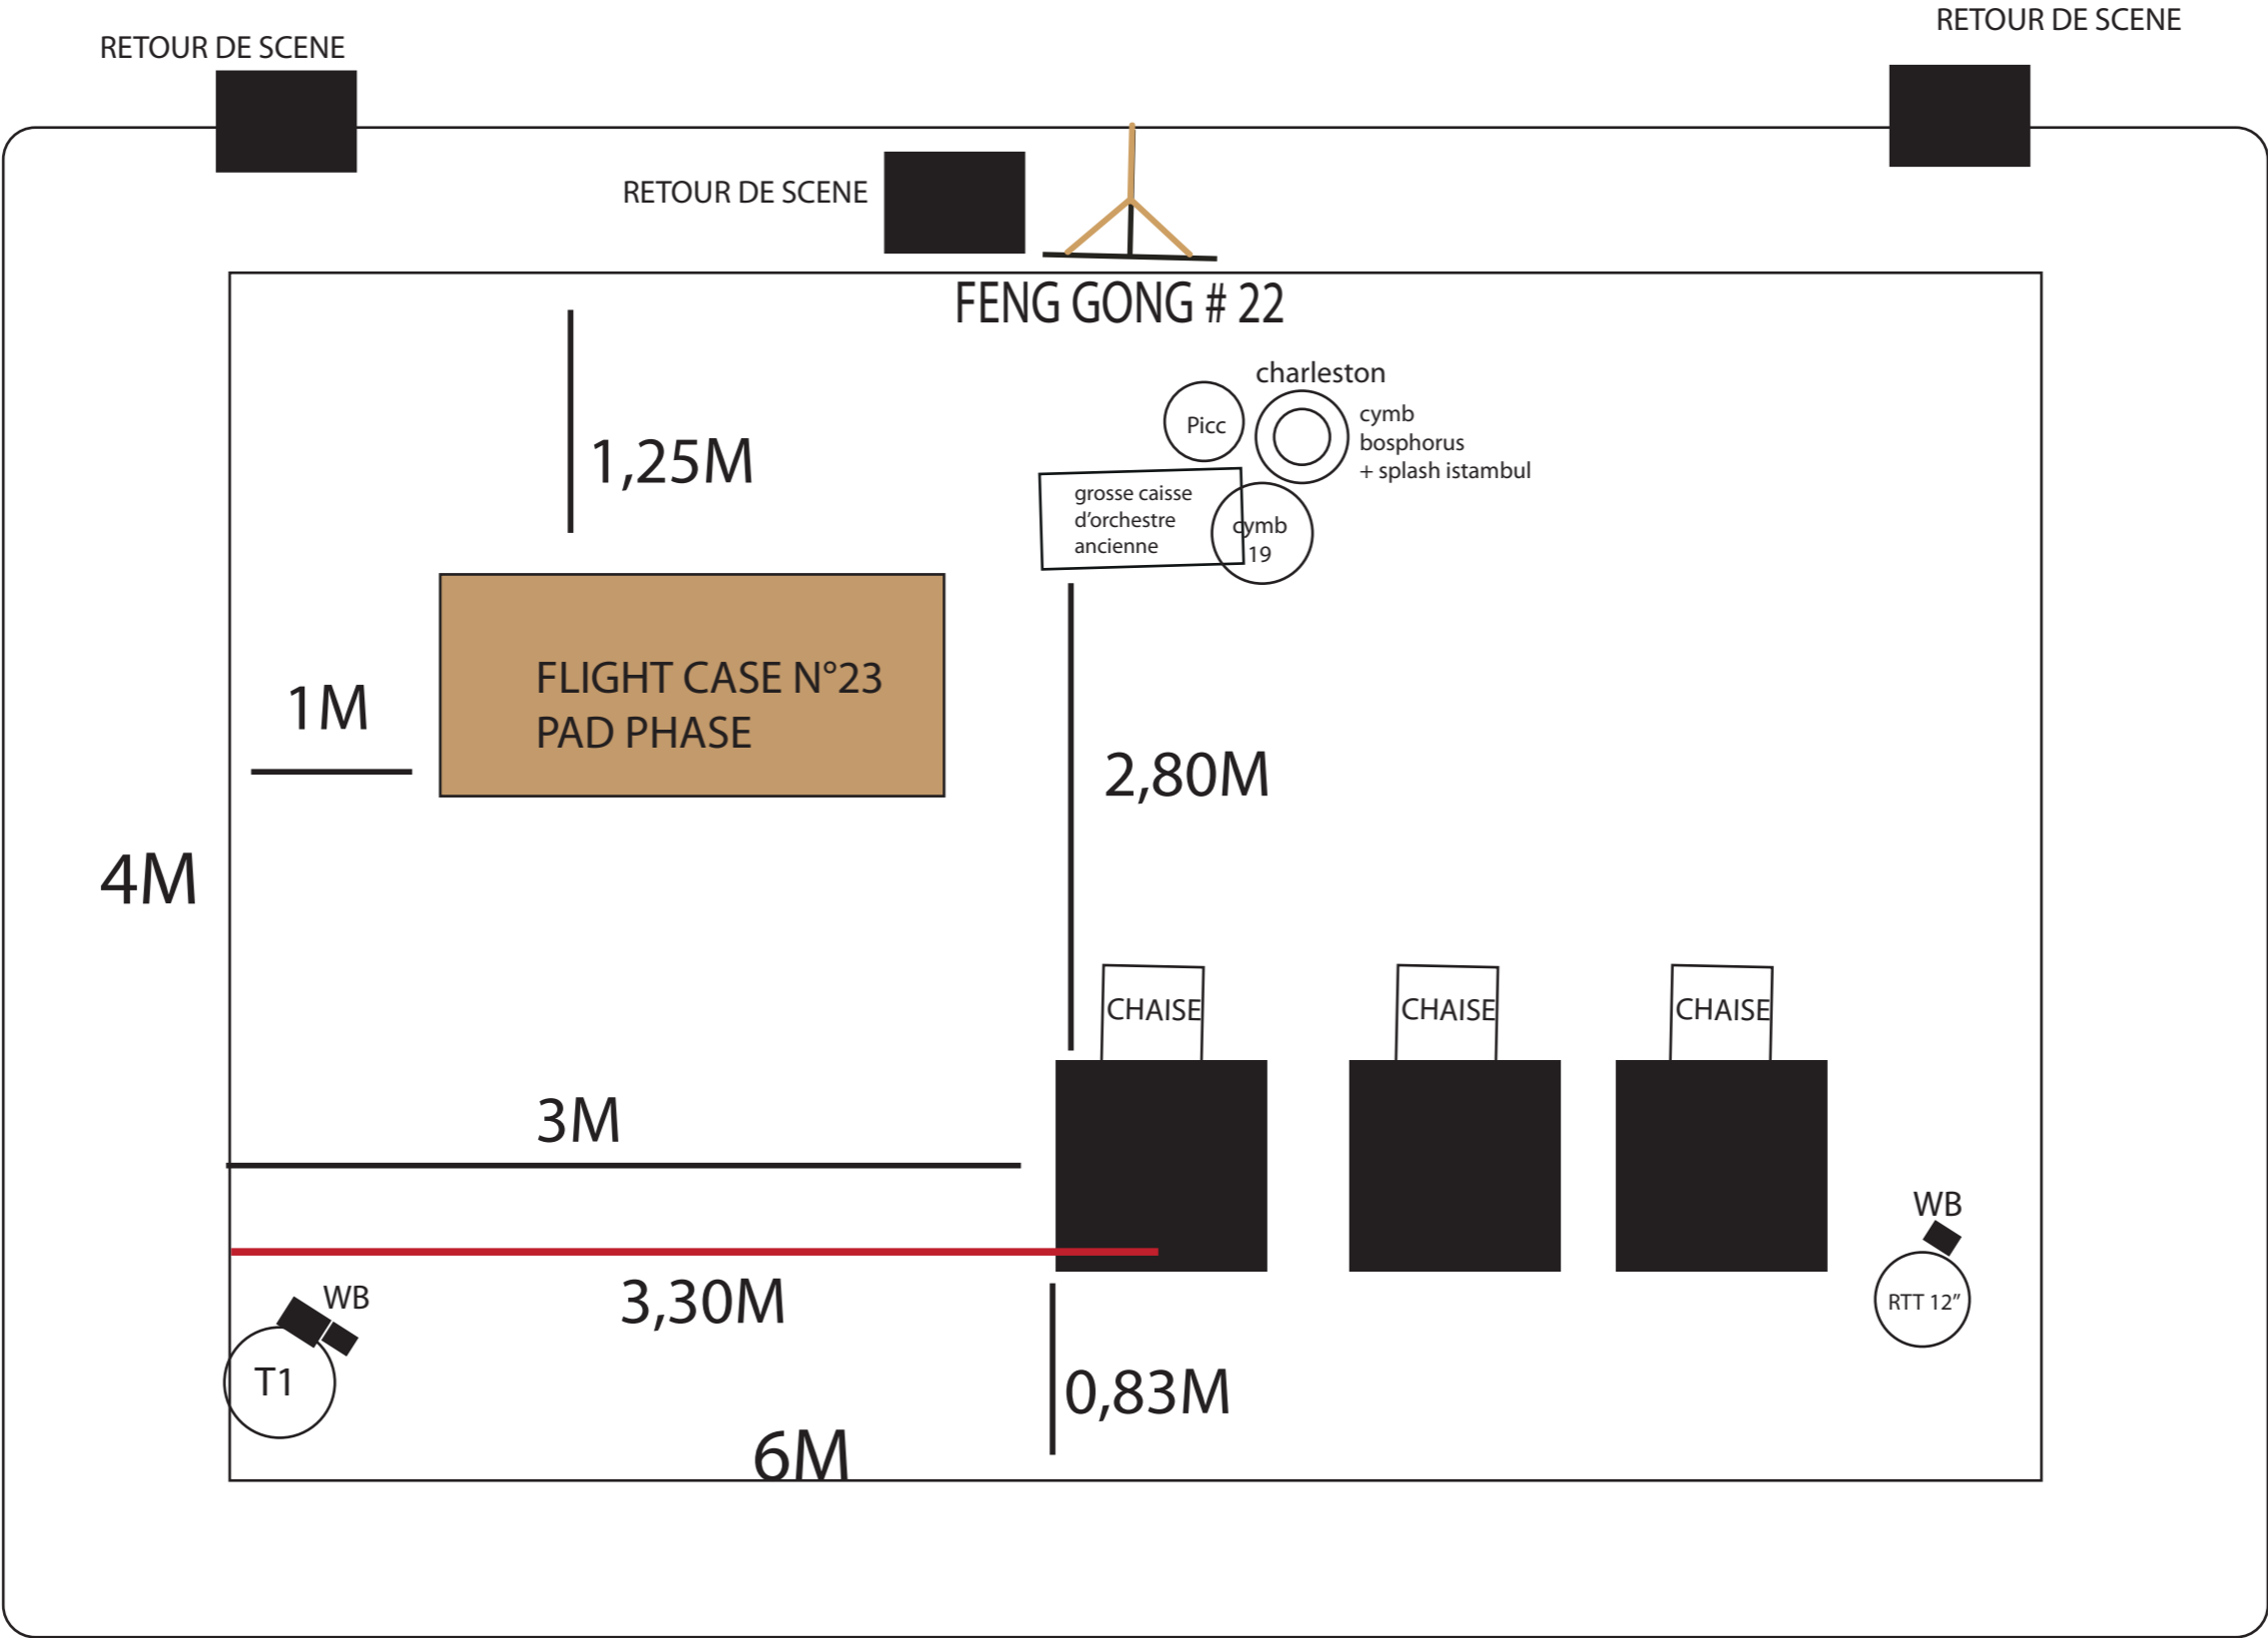 RETOUR DE SCENE
RETOUR DE SCENE
RETOUR DE SCENE
FENG GONG # 22
charleston
Picc
cymb
bosphorus
+ splash istambul
1,25M
grosse caisse
d’orchestre
ancienne
cymb
19
FLIGHT CASE N°23
PAD PHASE
1M
2,80M
4M
CHAISE
CHAISE
CHAISE
3M
WB
3,30M
WB
RTT 12”
T1
0,83M
6M